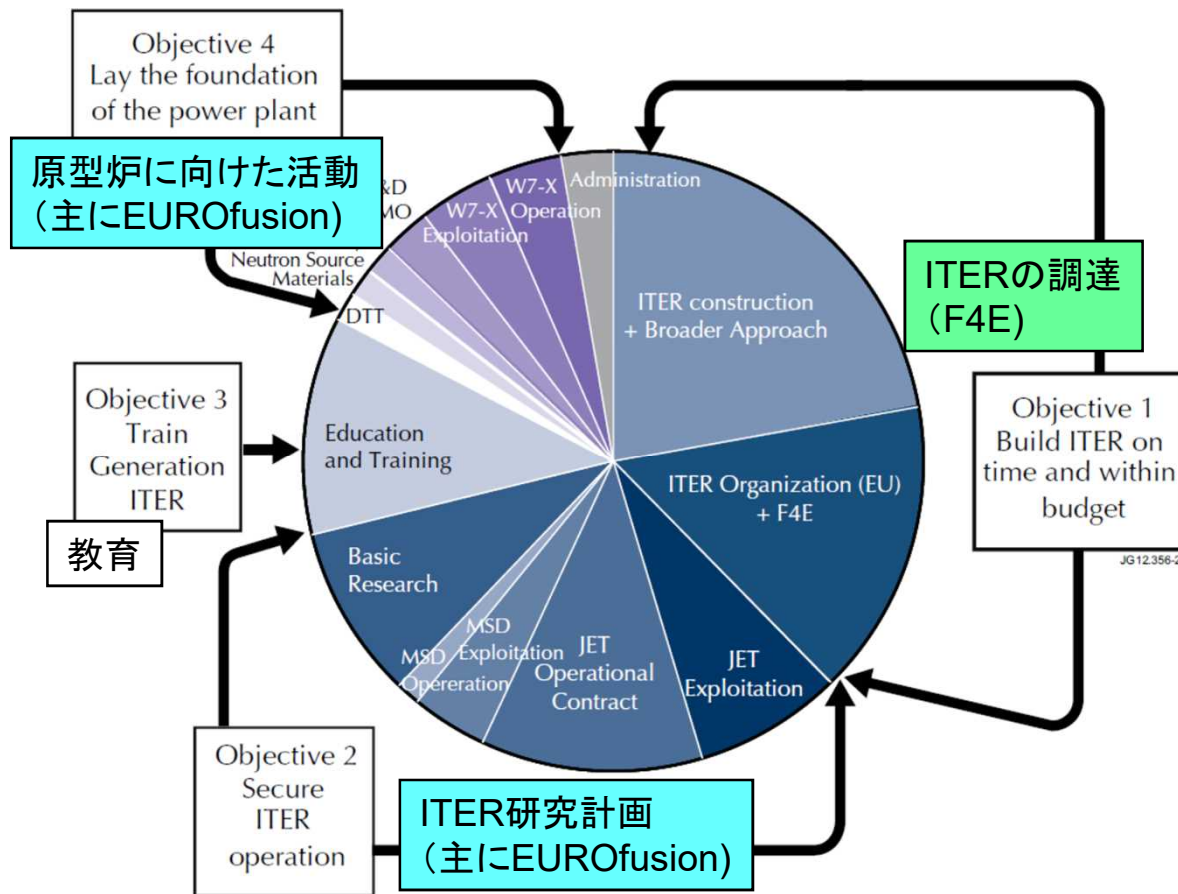 Objective 4
Lay the foundation
of the power plant
原型炉に向けた活動
（主にEUROfusion)
&D
MO
Neutron Source
Materials
DTT
W7-X
Exploitation
W7-X
Operation
Administration
ITER construction
+ Broader Approach
ITERの調達
（F4E)
Objective 1
Build ITER on
time and within
budget
JG12.356-2
ITER Organization (EU)
+ F4E
Objective 3
Train
Generation
ITER
教育
Education
and Training
Basic
Research
MSD
Opereration
MSD
Exploitation
JET
Operational
Contract
JET
Exploitation
Objective 2
Secure
ITER
operation
ITER研究計画
（主にEUROfusion)